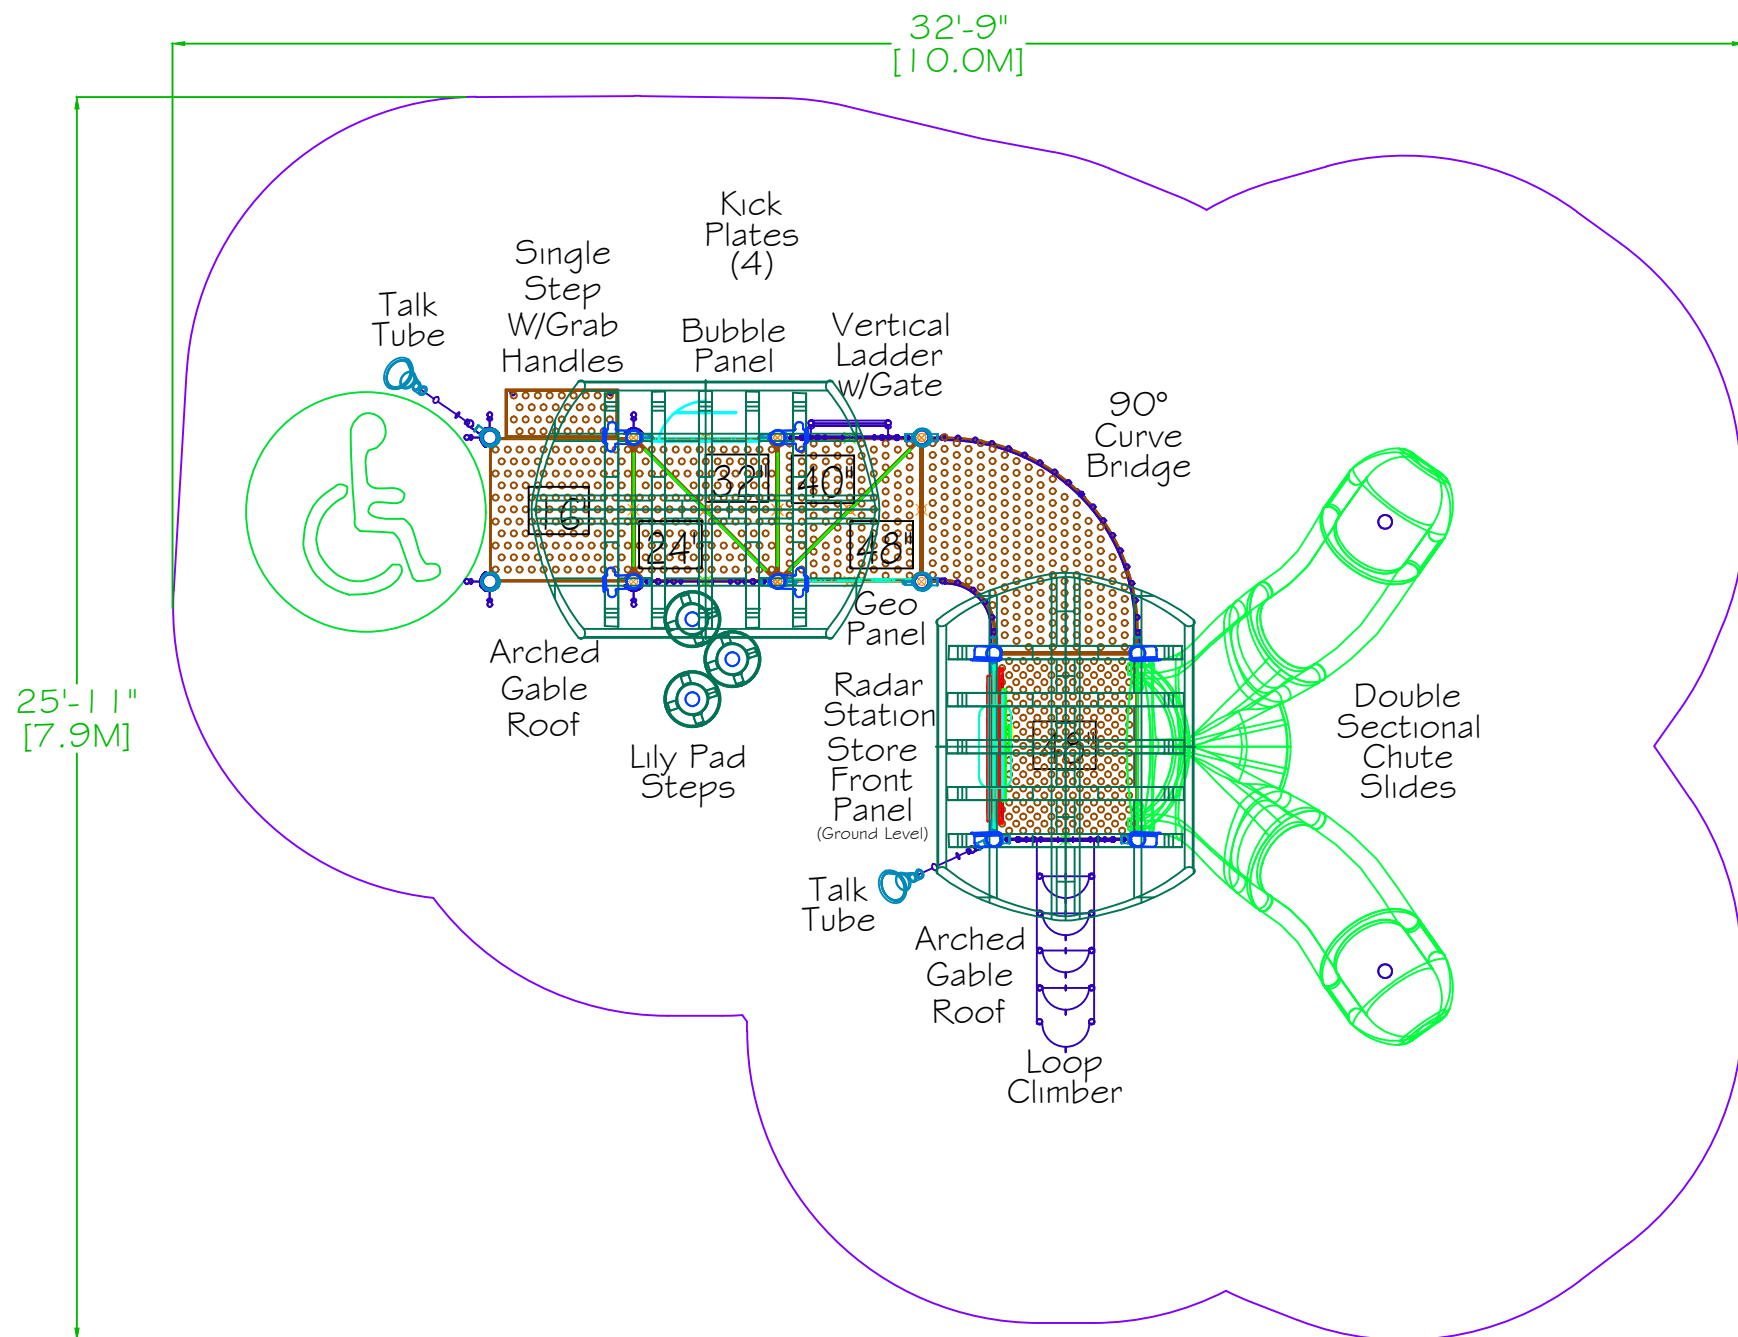 32'-9"
[10.0M]
Kick
Plates
(4)
Single
Step
W/Grab
Handles
Talk
Tube
Bubble
Panel
Vertical
Ladder
w/Gate
90°
Curve
Bridge
32"
40"
6"
24"
48"
Geo
Panel
Arched
Gable
Roof
Radar
Station
Store
Front
Panel
(Ground Level)
48"
Double
Sectional
Chute
Slides
25'-11"
[7.9M]
Lily Pad
Steps
Talk
Tube
Arched
Gable
Roof
Loop
Climber